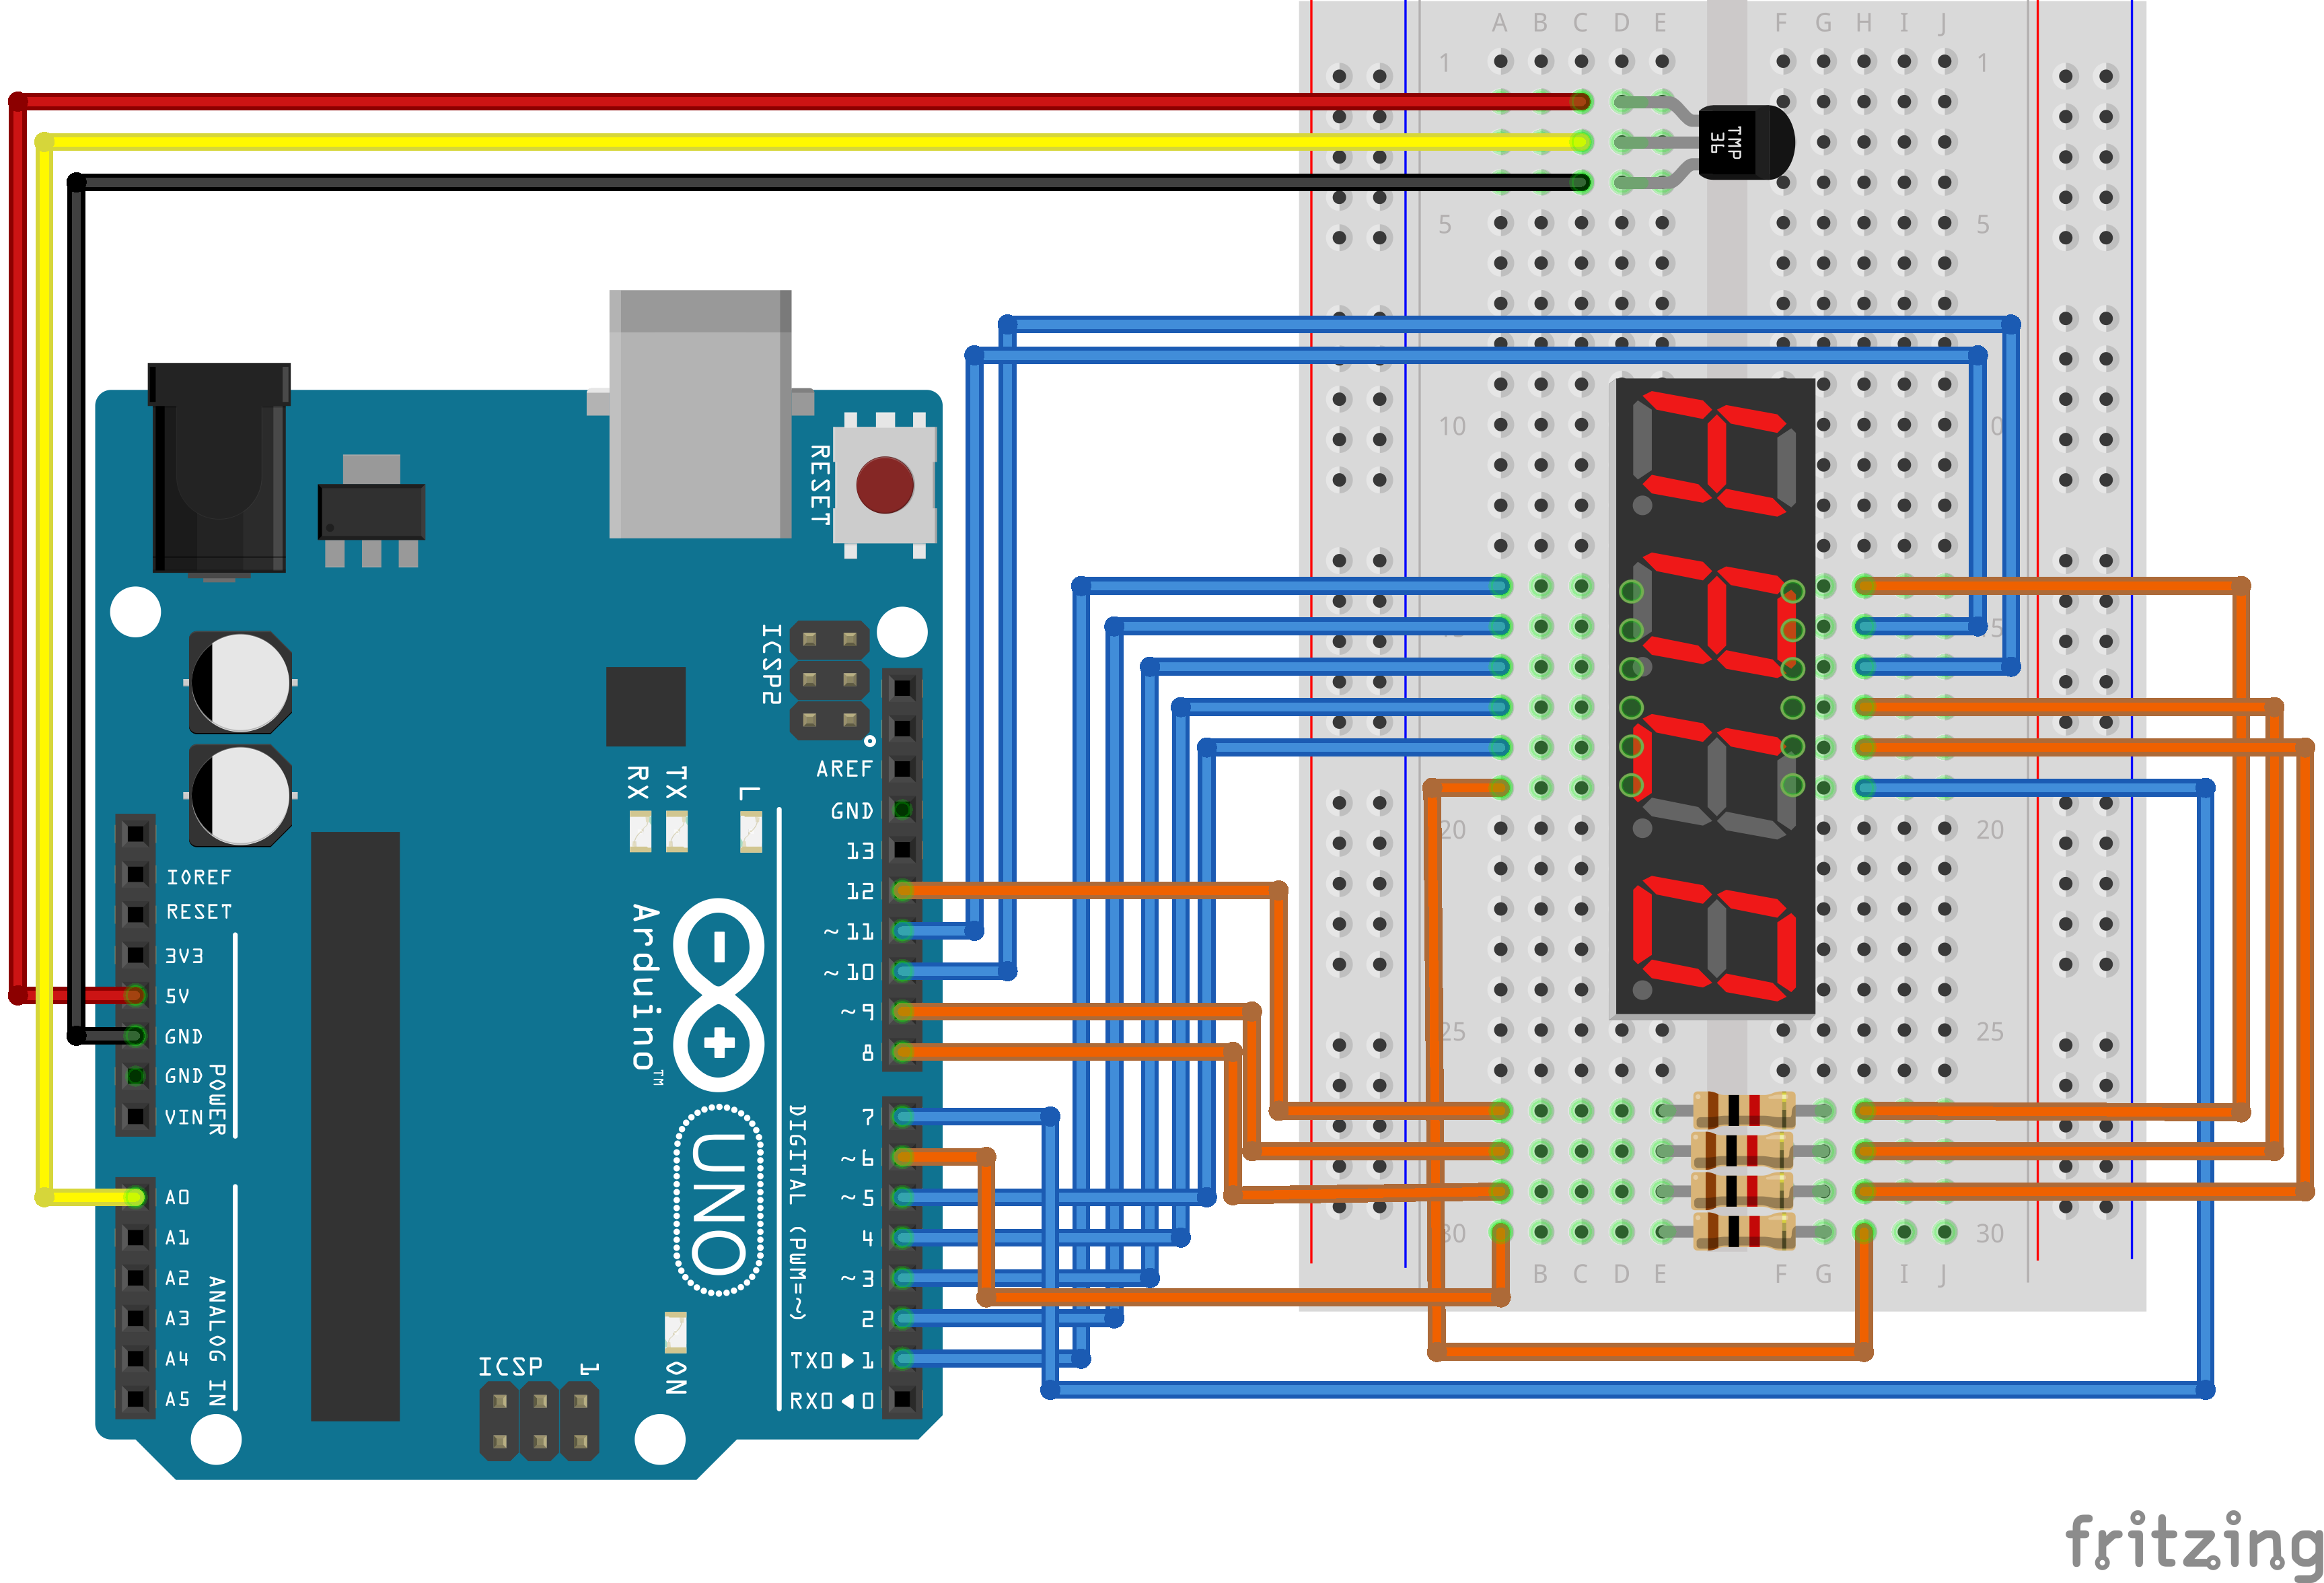 A B C D E F G H I J
1 1
TMP
36
5 5
10 0
RESET
ICSP2
5
AREF
GND
RX TX L
13
12
~11
~10
~9
8
IOREF
RESET
3V3
5V
GND
GND
VIN
POWER
Arduino™
UNO
DIGITAL (PWM=~)
7
~6
~5
4
~3
2
TX0▶1
RX0◀0
A0
A1
A2
A3
A4
A5
ANALOG IN
ICSP 1
ON
20 20
25 25
30 30
B C D E F G I J
fritzing